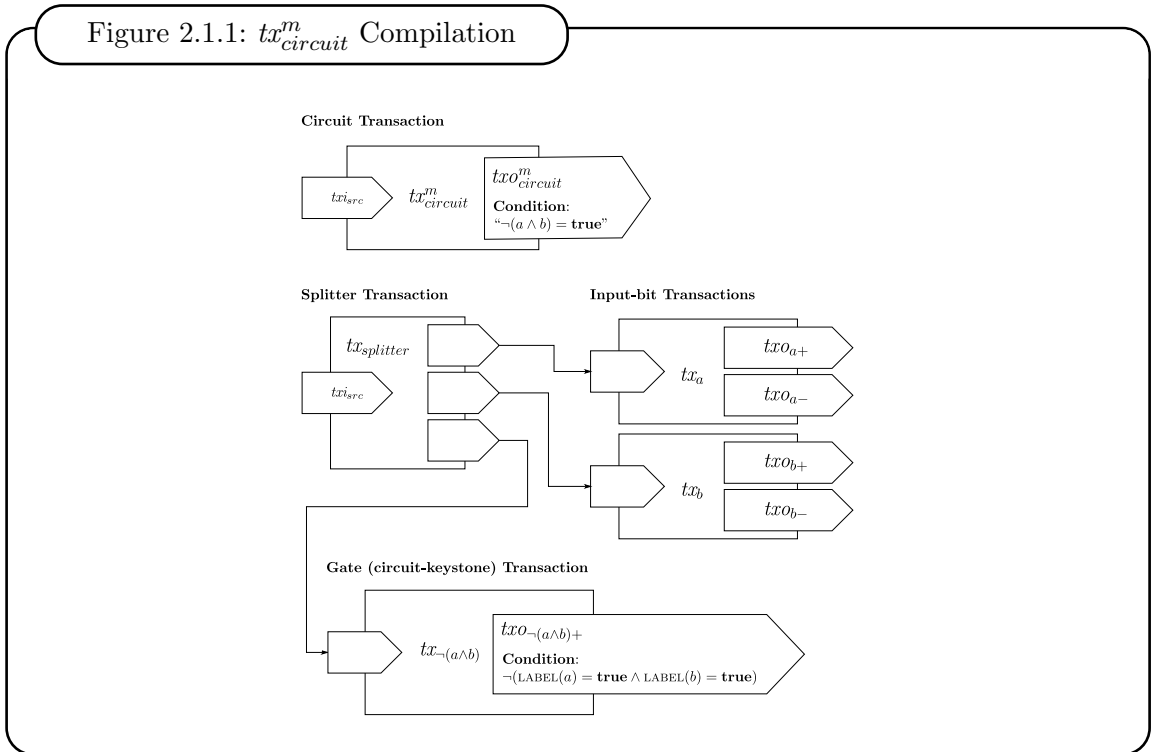 Figure 2.1.1: tx^m_circuit Compilation
Circuit Transaction
txi_src
tx^m_circuit
txo^m_circuit
Condition:
“¬(a ∧ b) = true”
Splitter Transaction
tx_splitter
txi_src
Input-bit Transactions
tx_a
txo_a+
txo_a−
tx_b
txo_b+
txo_b−
Gate (circuit-keystone) Transaction
tx_¬(a∧b)
txo_¬(a∧b)+
Condition:
¬(LABEL(a) = true ∧ LABEL(b) = true)